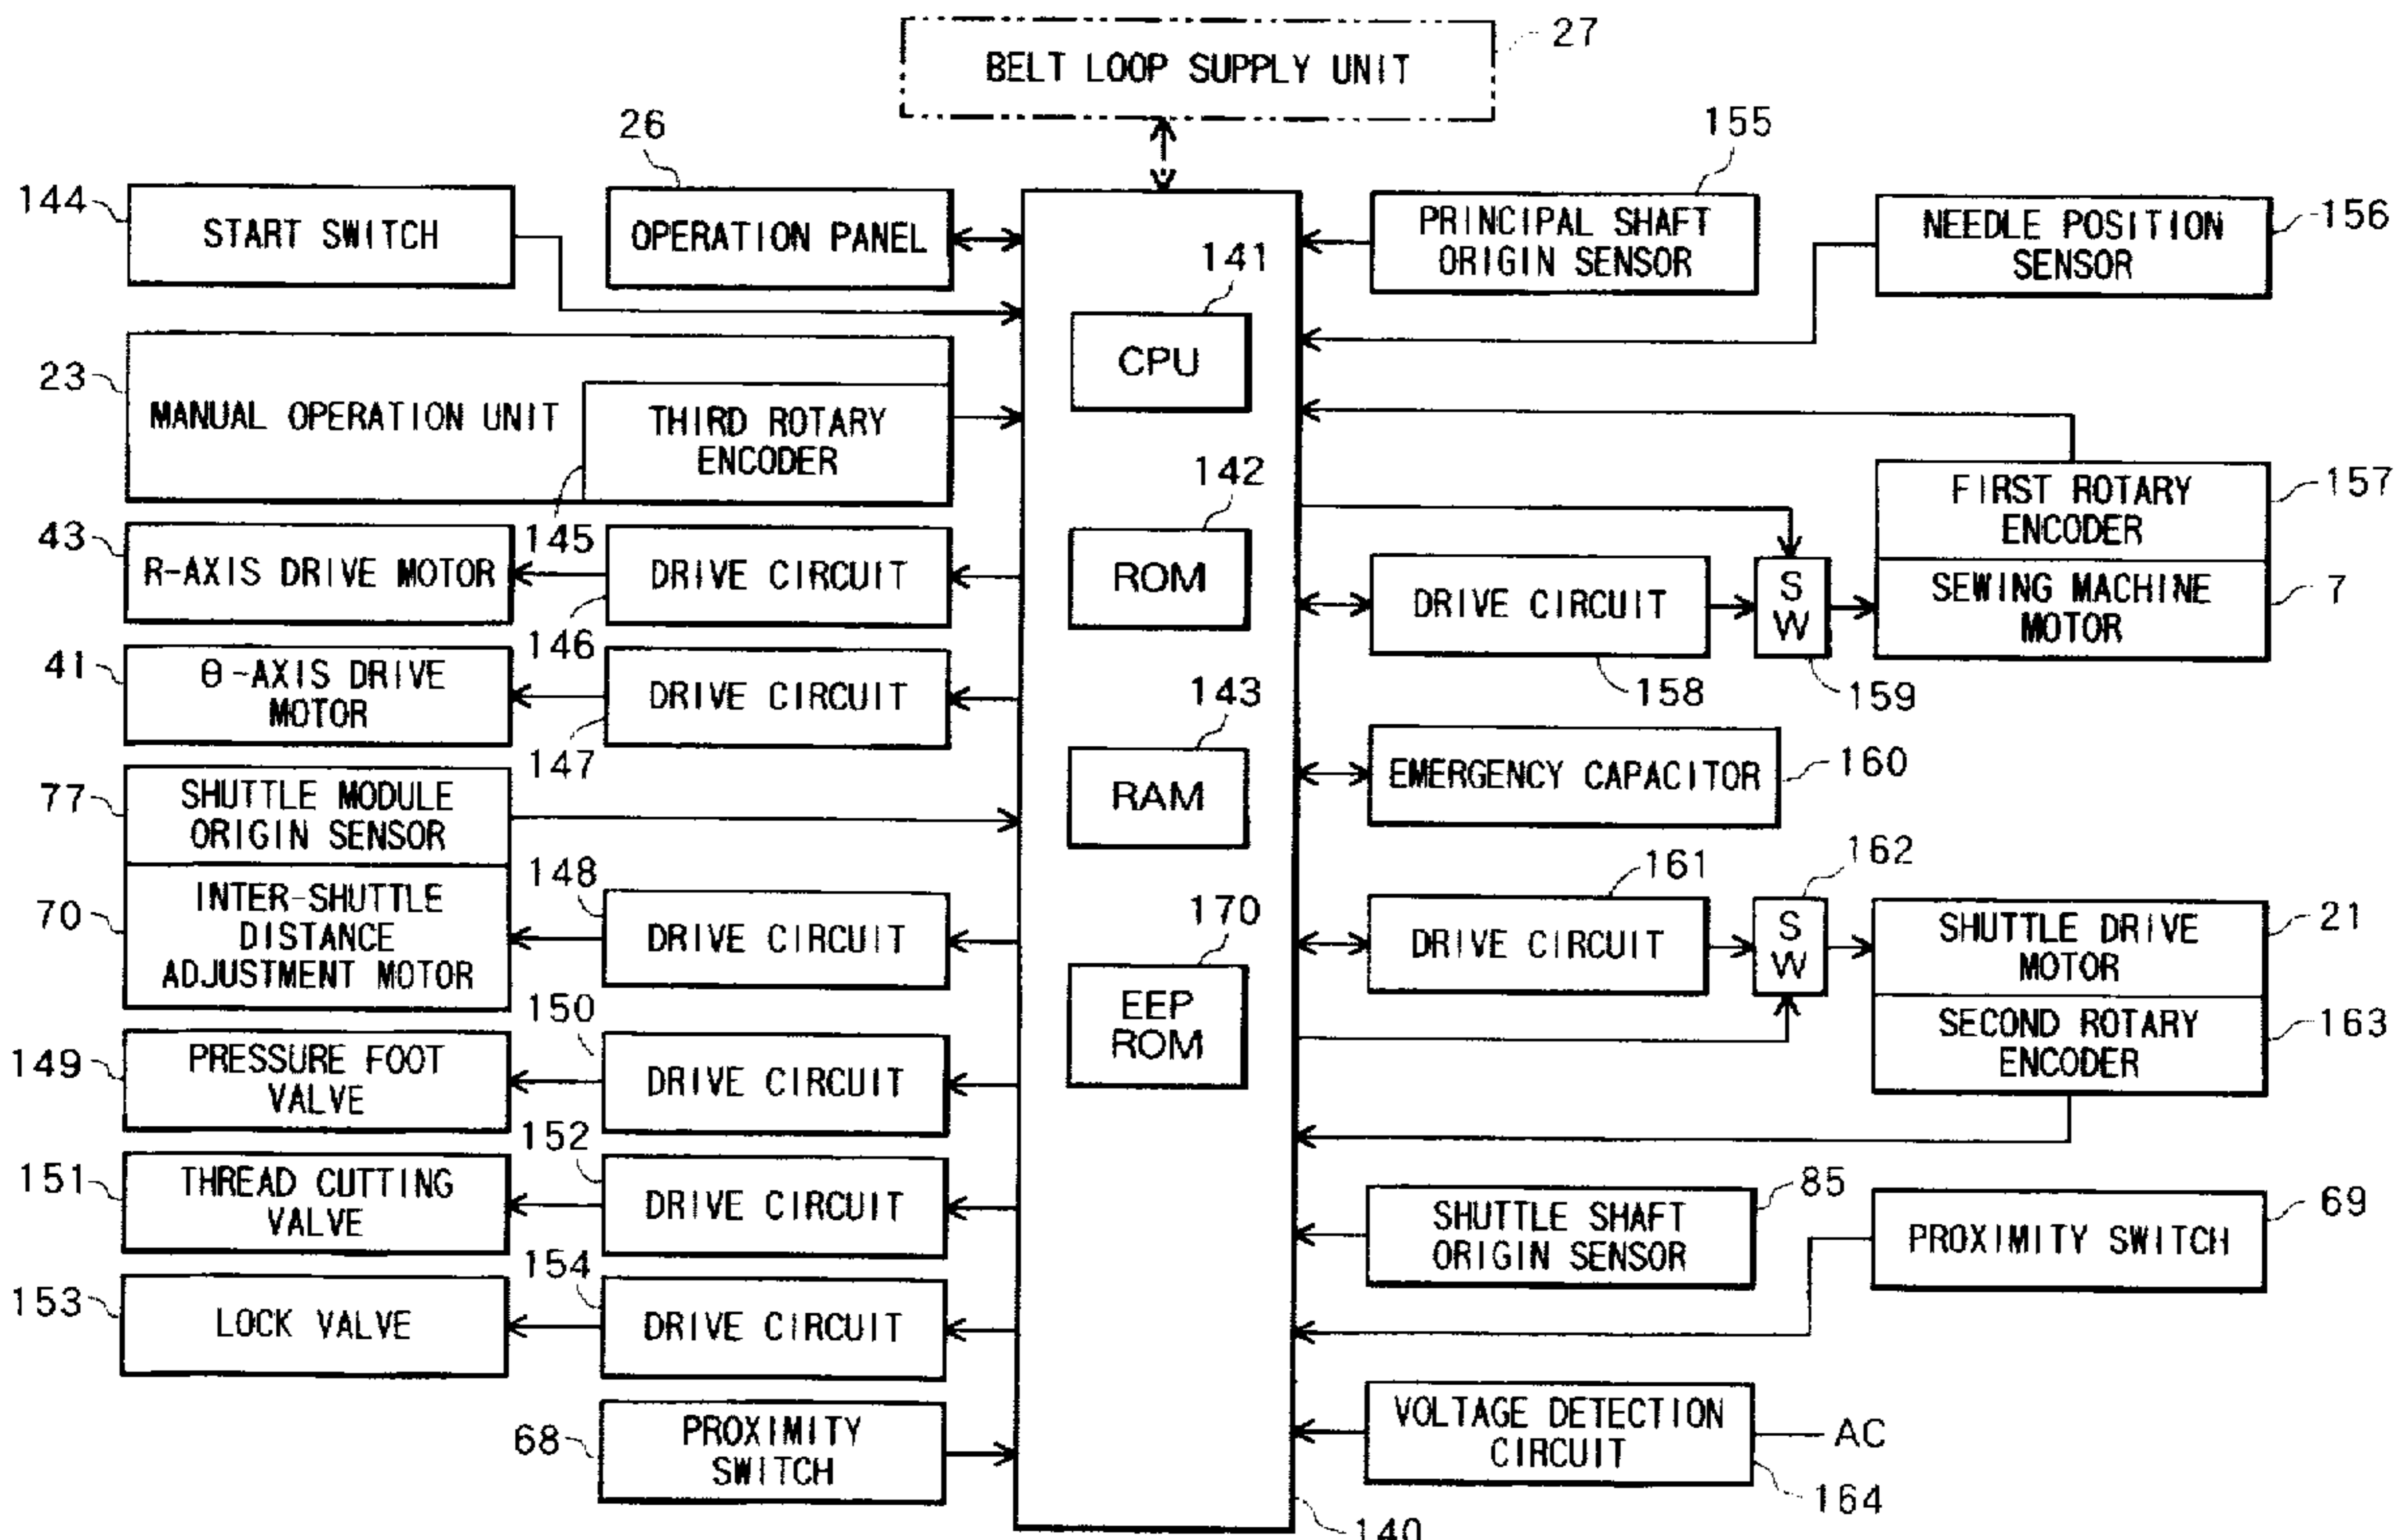 BELT LOOP SUPPLY UNIT
27
26
155
144
START SWITCH
OPERATION PANEL
PRINCIPAL SHAFT
ORIGIN SENSOR
NEEDLE POSITION
SENSOR
156
141
CPU
23
MANUAL OPERATION UNIT
THIRD ROTARY
ENCODER
145
142
ROM
FIRST ROTARY
ENCODER
157
43
R-AXIS DRIVE MOTOR
DRIVE CIRCUIT
146
DRIVE CIRCUIT
158
SW
159
SEWING MACHINE
MOTOR
7
41
θ-AXIS DRIVE
MOTOR
DRIVE CIRCUIT
147
143
RAM
EMERGENCY CAPACITOR
160
77
SHUTTLE MODULE
ORIGIN SENSOR
70
INTER-SHUTTLE
DISTANCE
ADJUSTMENT MOTOR
148
DRIVE CIRCUIT
170
EEP
ROM
161
DRIVE CIRCUIT
162
SW
SHUTTLE DRIVE
MOTOR
21
SECOND ROTARY
ENCODER
163
149
PRESSURE FOOT
VALVE
150
DRIVE CIRCUIT
151
THREAD CUTTING
VALVE
152
DRIVE CIRCUIT
85
SHUTTLE SHAFT
ORIGIN SENSOR
69
PROXIMITY SWITCH
153
LOCK VALVE
154
DRIVE CIRCUIT
68
PROXIMITY
SWITCH
VOLTAGE DETECTION
CIRCUIT
AC
164
140